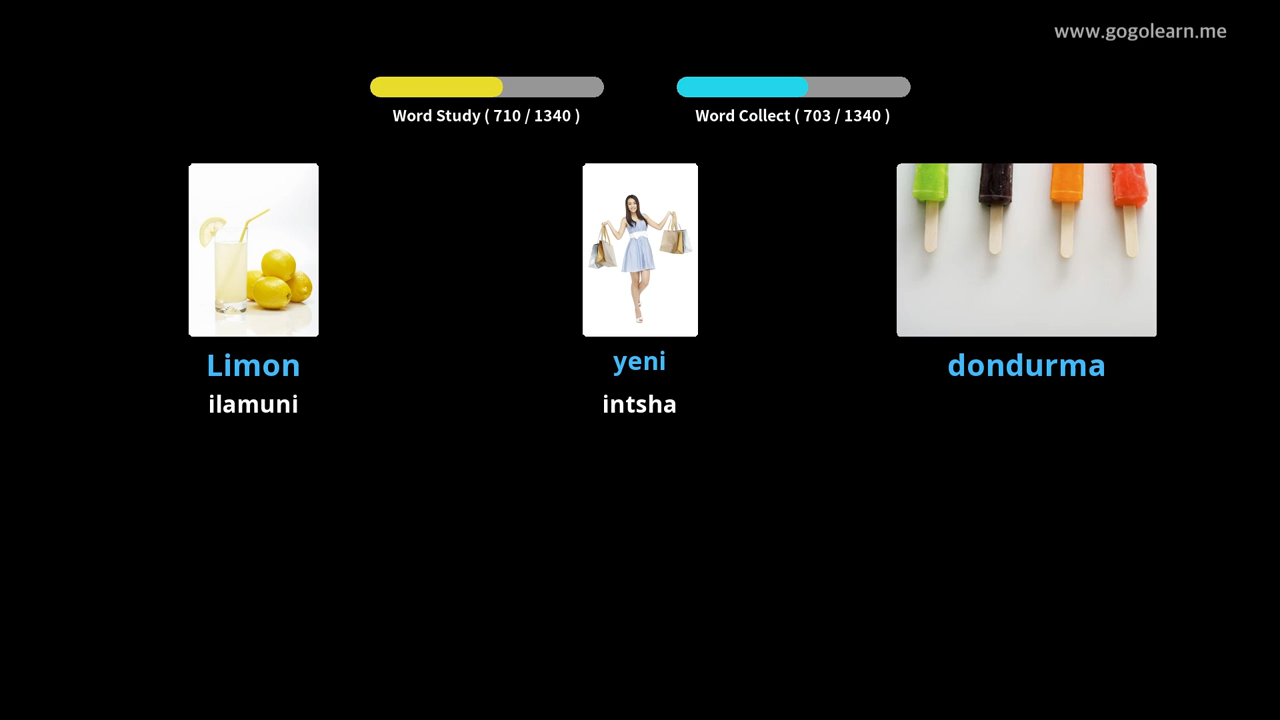 www.gogolearn.me
Word Study ( 710 / 1340 )
Word Collect ( 703 / 1340 )
Limon
yeni
dondurma
ilamuni
intsha